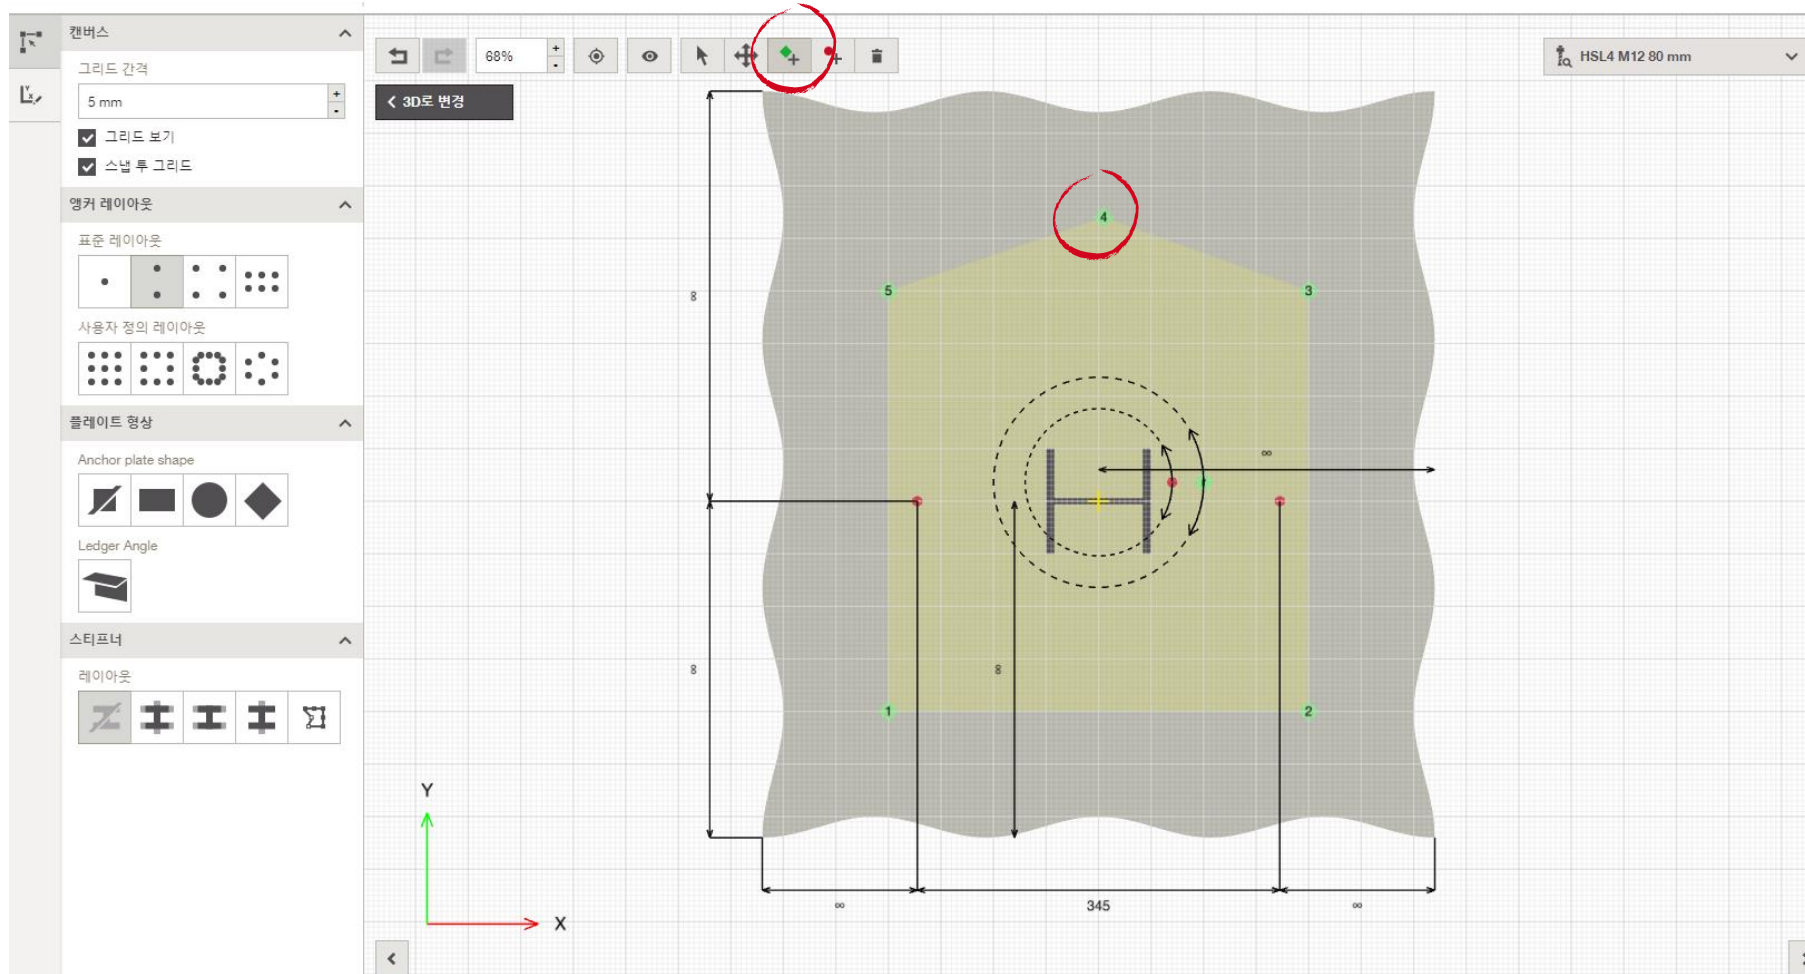 캔버스
그리드 간격
5 mm
그리드 보기
스냅 투 그리드
앵커 레이아웃
표준 레이아웃
사용자 정의 레이아웃
플레이트 형상
Anchor plate shape
Ledger Angle
스티프너
레이아웃
68%
HSL4 M12 80 mm
3D로 변경
4
5
3
∞
∞
∞
∞
1
2
Y
X
∞
345
∞